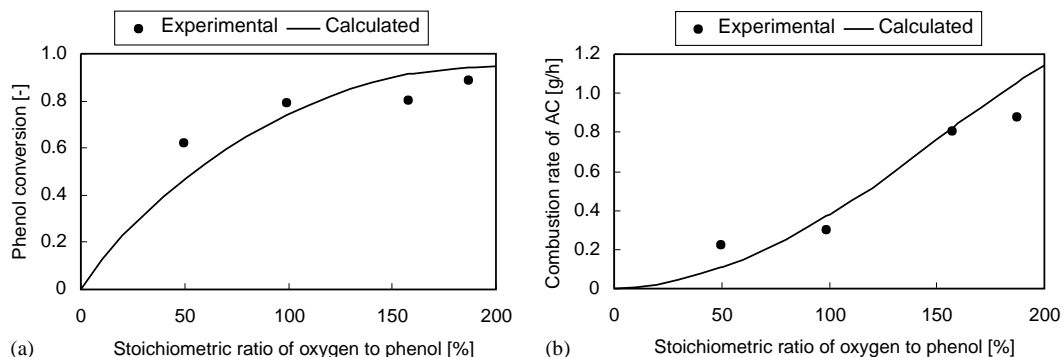 Experimental Calculated
Phenol conversion [-]
1.0
0.8
0.6
0.4
0.2
0
0 50 100 150 200
(a) Stoichiometric ratio of oxygen to phenol [%]
Experimental Calculated
Combustion rate of AC [g/h]
1.2
1.0
0.8
0.6
0.4
0.2
0
0 50 100 150 200
(b) Stoichiometric ratio of oxygen to phenol [%]